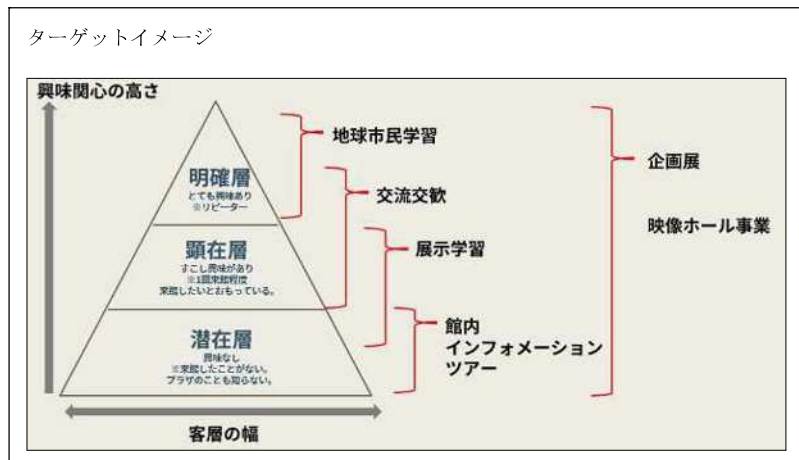 ターゲットイメージ
興味関心の高さ
明確層
とても興味あり
※リピーター
顕在層
すこし興味があり
※1回来館程度
来館したいとおもっている。
潜在層
興味なし
※来館したことがない。
プラザのことも知らない。
客層の幅
地球市民学習
交流交歓
展示学習
館内
インフォメーション
ツアー
企画展
映像ホール事業